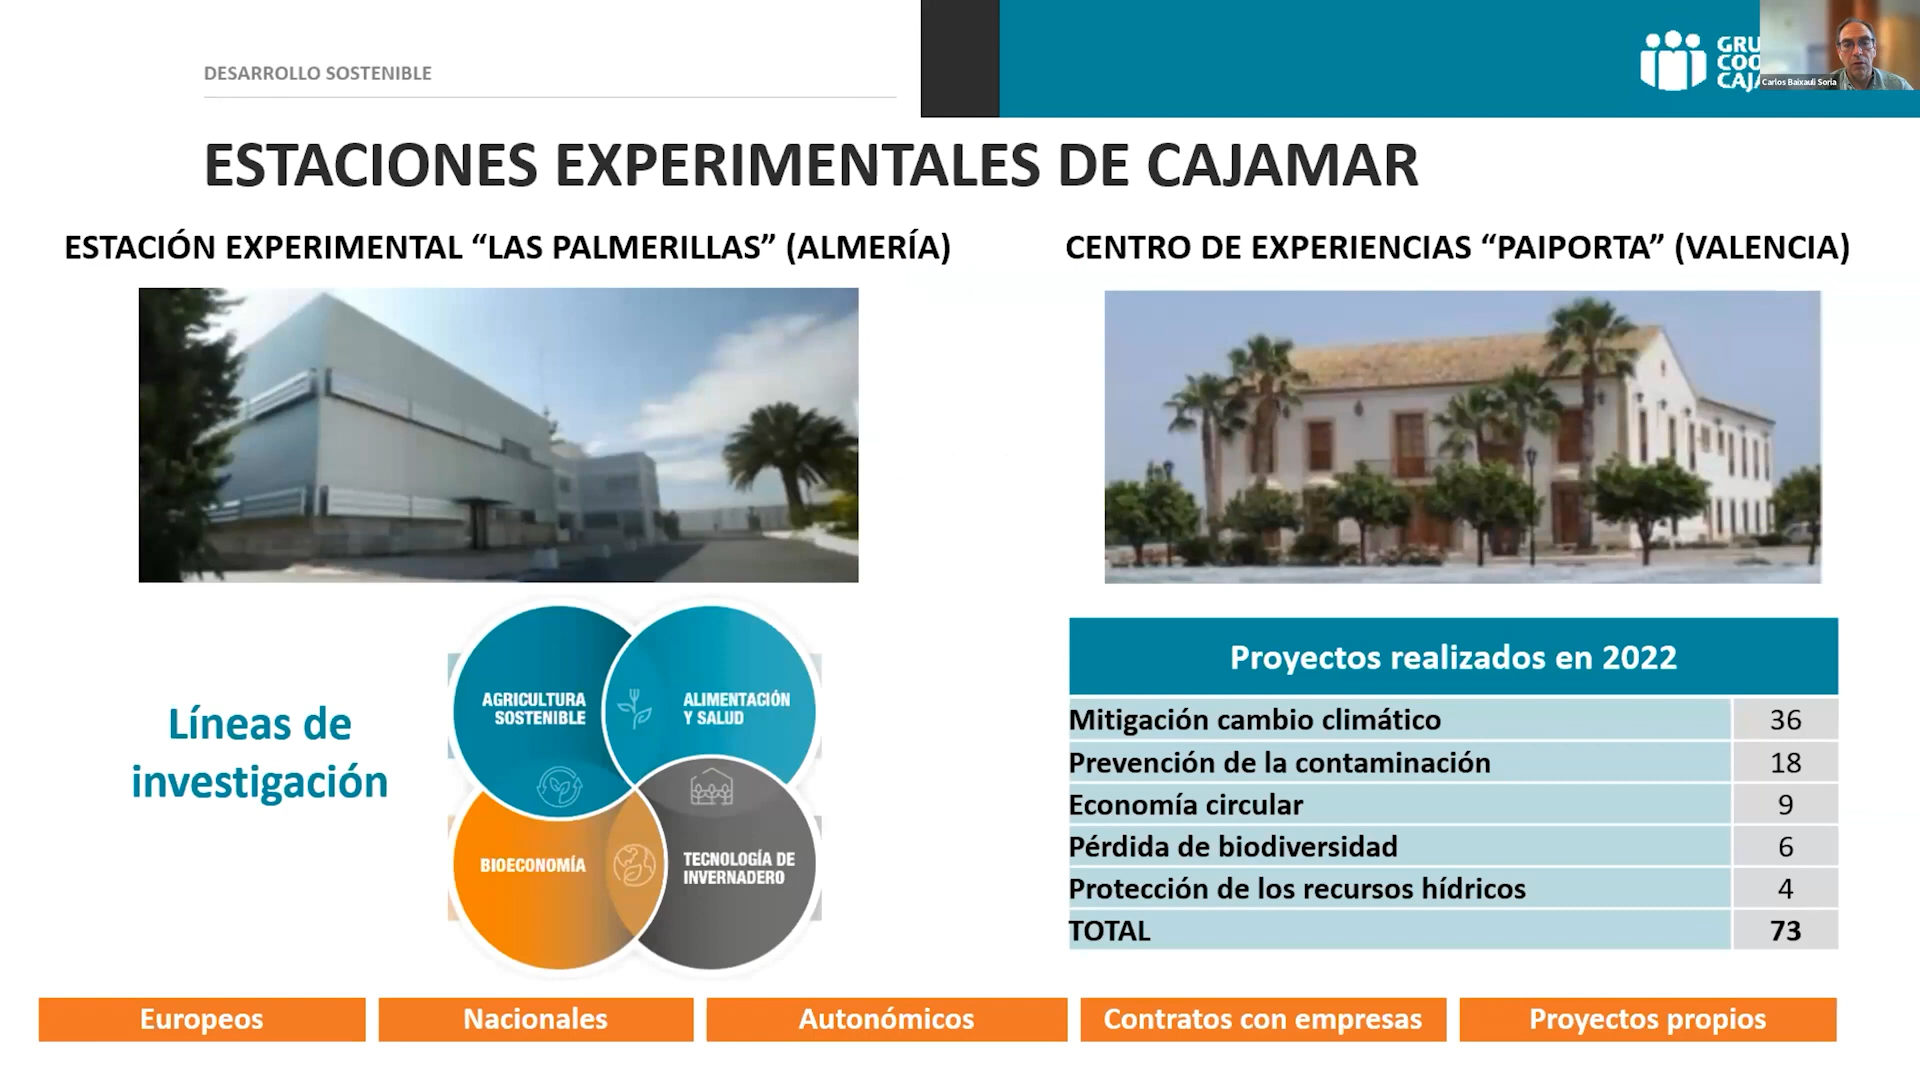 DESARROLLO SOSTENIBLE
Carlos Baixauli Soria
ESTACIONES EXPERIMENTALES DE CAJAMAR
ESTACIÓN EXPERIMENTAL “LAS PALMERILLAS” (ALMERÍA)
CENTRO DE EXPERIENCIAS “PAIPORTA” (VALENCIA)
Líneas de
investigación
AGRICULTURA
SOSTENIBLE
ALIMENTACIÓN
Y SALUD
BIOECONOMÍA
TECNOLOGÍA DE
INVERNADERO
Proyectos realizados en 2022
Mitigación cambio climático 36
Prevención de la contaminación 18
Economía circular 9
Pérdida de biodiversidad 6
Protección de los recursos hídricos 4
TOTAL 73
Europeos
Nacionales
Autonómicos
Contratos con empresas
Proyectos propios